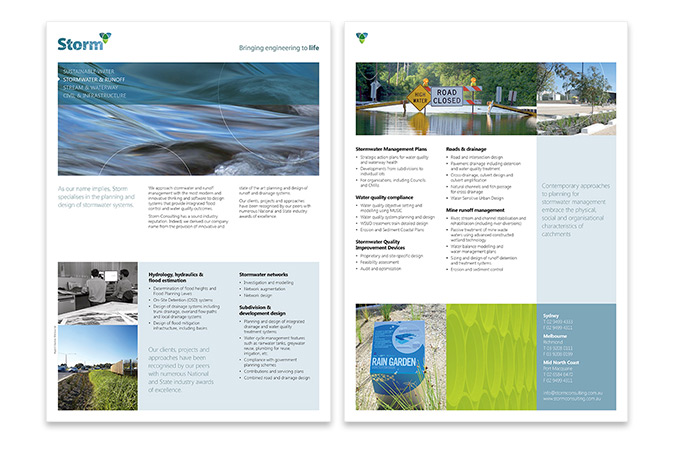 Storm
Bringing engineering to life
SUSTAINABLE WATER
STORMWATER & RUNOFF
STREAM & WATERWAY
CIVIL & INFRASTRUCTURE
As our name implies, Storm
specialises in the planning and
design of stormwater systems.
We approach stormwater and runoff
management with the most modern and
innovative thinking and software to design
systems that provide integrated flood
control and water quality outcomes.
Storm Consulting has a sound industry
reputation. Indeed, we derived our company
name from the provision of innovative and
state of the art planning and design of
runoff and drainage systems.
Our clients, projects and approaches
have been recognised by our peers with
numerous National and State industry
awards of excellence.
Hydrology, hydraulics &
flood estimation
• Determination of flood heights and
Flood Planning Levels
• On-Site Detention (OSD) systems
• Design of drainage systems including
trunk drainage, overland flow paths
and local drainage
• Design of flood mitigation
infrastructure, including basins
Our clients, projects and
approaches have been
recognised by our peers
with numerous National
and State industry awards
of excellence.
Stormwater networks
• Investigation and modelling
• Network augmentation
• Network design
Subdivision &
development design
• Planning and design of integrated
drainage and water quality
treatment systems
• Water cycle management features
such as rainwater tanks, greywater
reuse, plumbing for reuse,
irrigation, etc.
• Compliance with government
planning schemes
• Contributions and servicing plans
• Combined road and drainage design
HIGH
WATER
ROAD
CLOSED
Stormwater Management Plans
• Strategic action plans for water quality
and waterway health
• Developments from subdivisions to
individual lots
• For organisations, including Councils
and CMAs
Water quality compliance
• Water quality objective setting and
modelling using MUSIC
• Water quality system planning and design
• WSUD treatment train detailed design
• Erosion and Sediment Control Plans
Stormwater Quality
Improvement Devices
• Proprietary and site specific design
• Feasibility assessment
• Audit and optimisation
Roads & drainage
• Road and intersection design
• Pavement drainage including detention
and water quality treatment
• Cross-drainage, culvert design and
culvert amplification
• Natural channels and fish passage
for cross drainage
• Water Sensitive Urban Design
Mine runoff management
• River, stream and channel stabilisation and
rehabilitation (including river diversions)
• Passive treatment of mine waste
waters using advanced constructed
wetland technology
• Water balance modelling and
water management plans
• Sizing and design of runoff detention
and treatment systems
• Erosion and sediment control
Contemporary approaches
to planning for
stormwater management
embrace the physical,
social and organisational
characteristics of
catchments
RAIN GARDEN
Sydney
Melbourne
Richmond
Mid North Coast
Port Macquarie
info@stormconsulting.com.au
www.stormconsulting.com.au